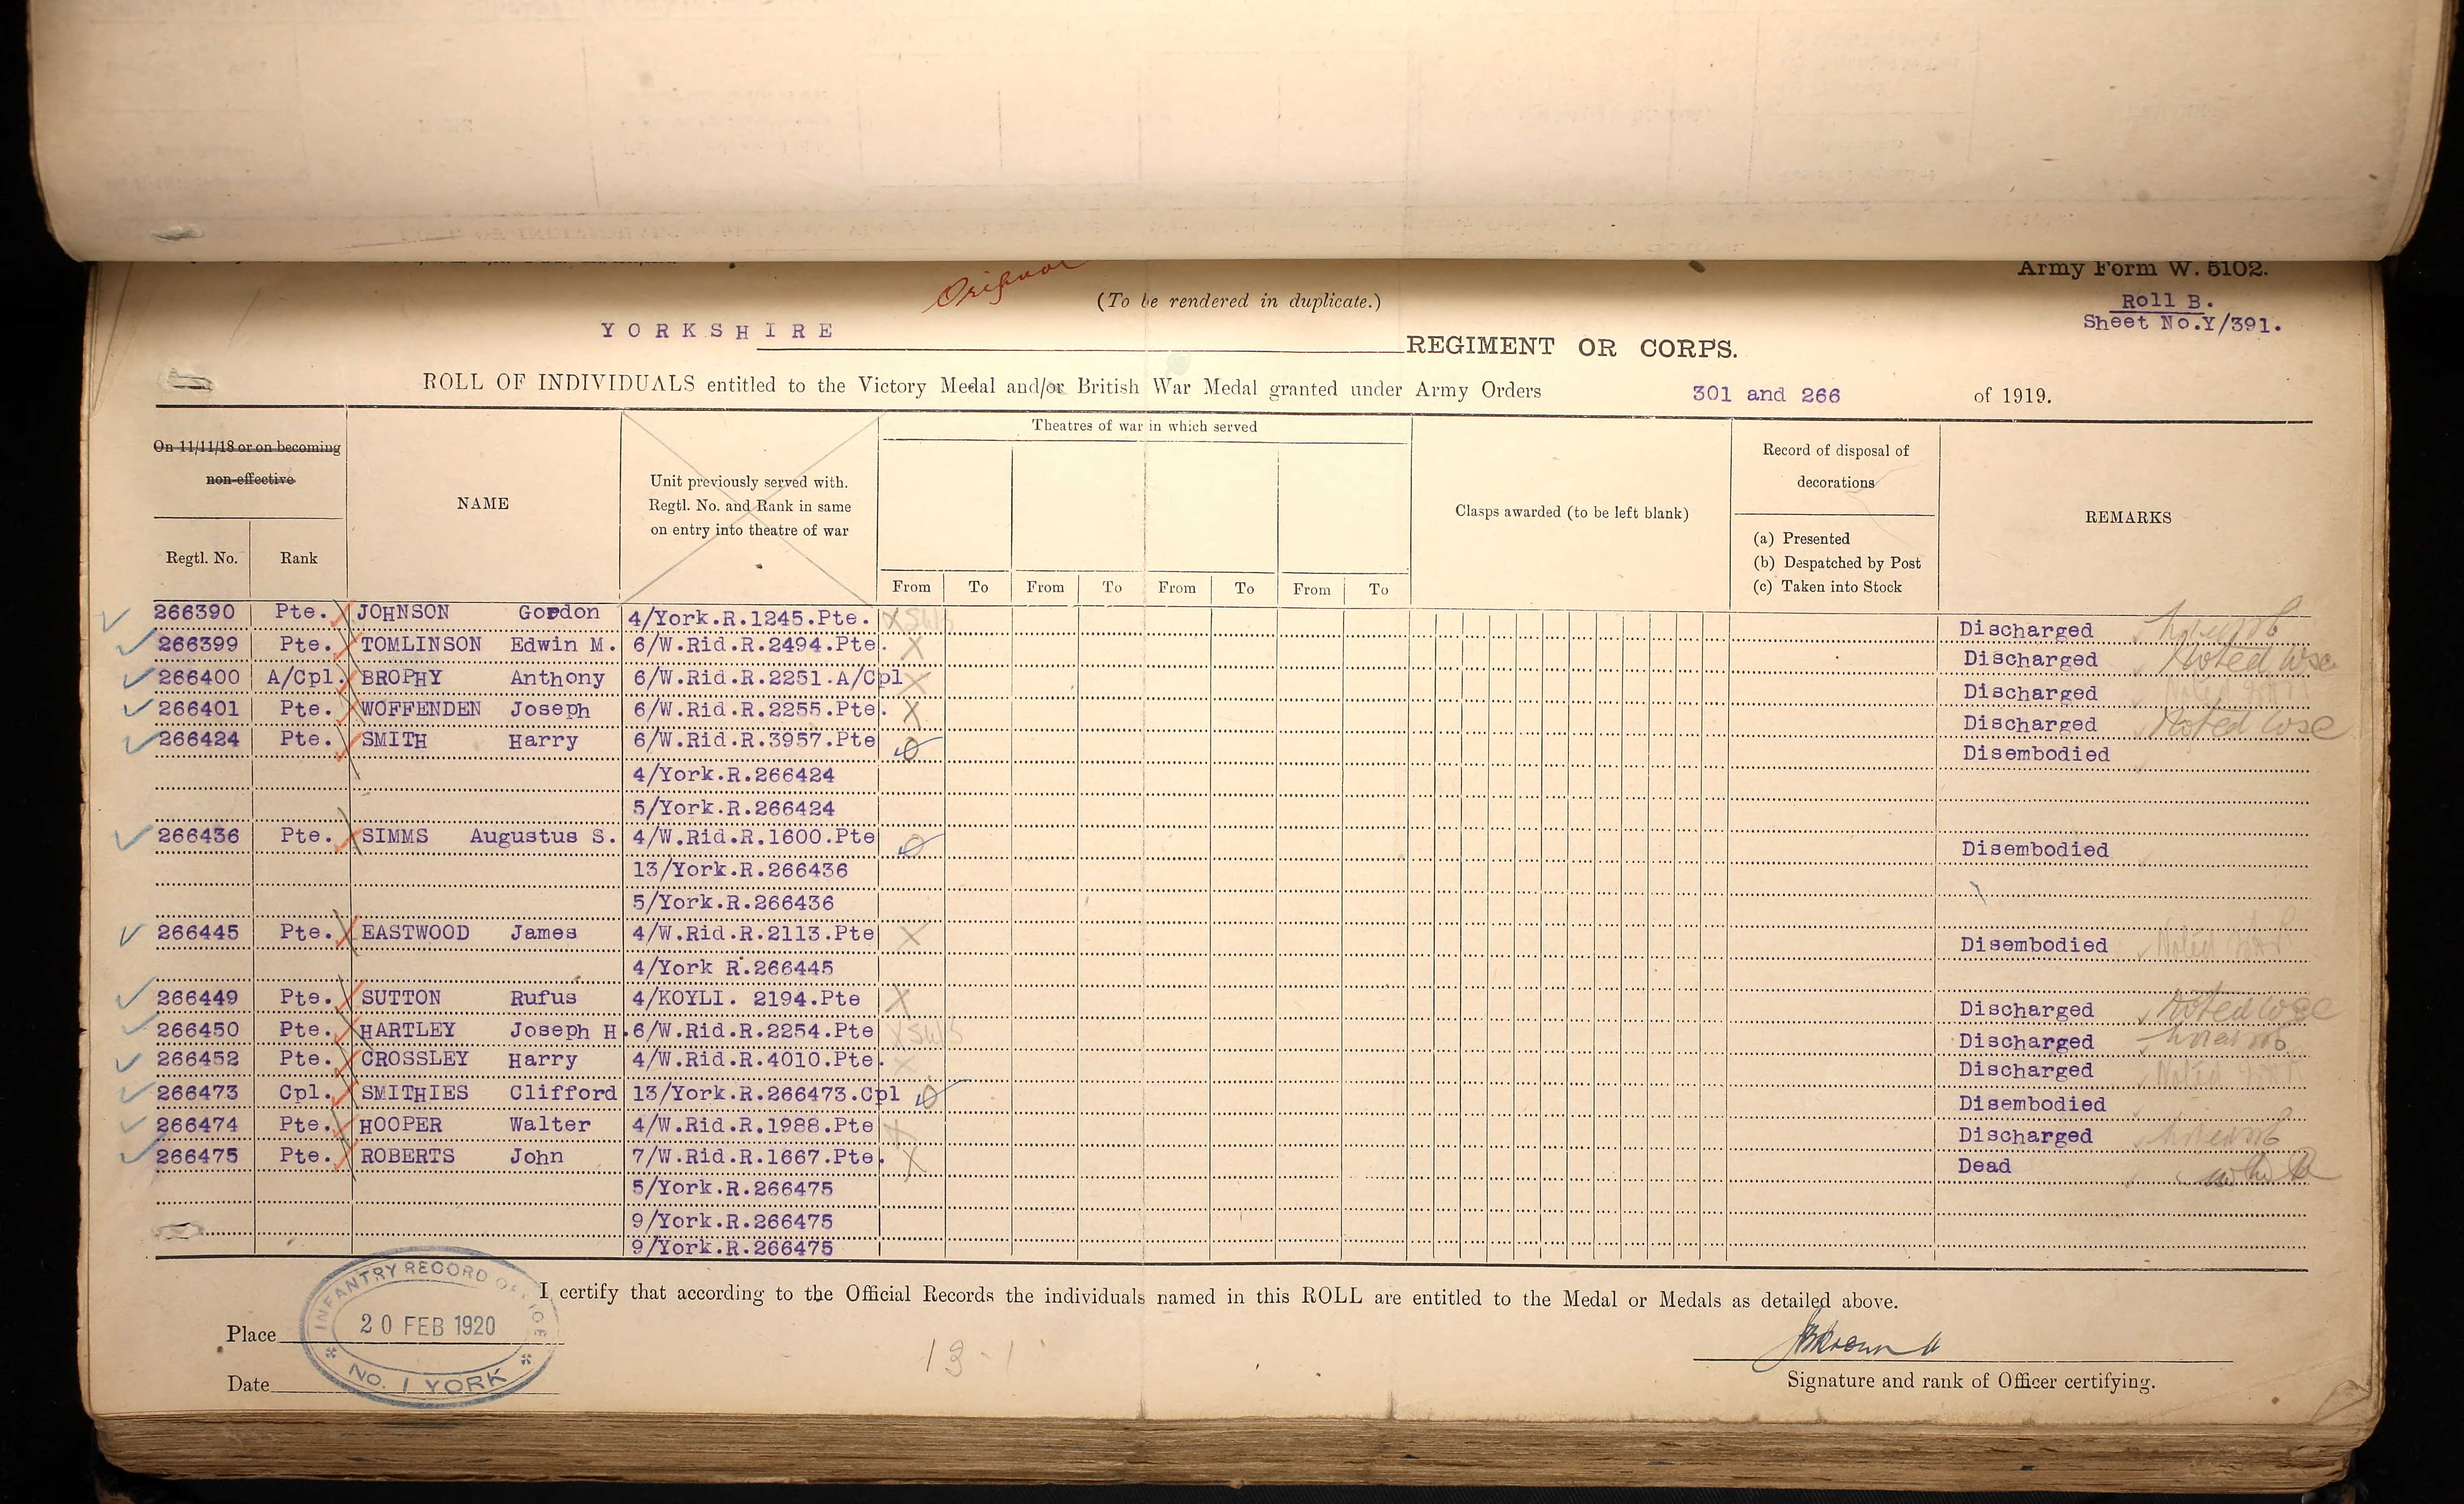 Army Form W. 5102.
(To be rendered in duplicate.)
Roll B.
Sheet No.Y/391.
YORKSHIRE REGIMENT OR CORPS.
ROLL OF INDIVIDUALS entitled to the Victory Medal and/or British War Medal granted under Army Orders 301 and 266 of 1919.
On 11/11/18 or on becoming non-effective
Regtl. No. Rank
NAME
Unit previously served with.
Regtl. No. and Rank in same
on entry into theatre of war
Theatres of war in which served
From To From To From To From To
Clasps awarded (to be left blank)
Record of disposal of
decorations
(a) Presented
(b) Despatched by Post
(c) Taken into Stock
REMARKS
266390 Pte. JOHNSON Gordon 4/York.R.1245.Pte. Discharged
266399 Pte. TOMLINSON Edwin M. 6/W.Rid.R.2494.Pte. X Discharged Noted
266400 A/Cpl. BROPHY Anthony 6/W.Rid.R.2251.A/Cpl X Discharged Noted
266401 Pte. WOFFENDEN Joseph 6/W.Rid.R.2255.Pte. X Discharged Noted
266424 Pte. SMITH Harry 6/W.Rid.R.3957.Pte Disembodied
4/York.R.266424
5/York.R.266424
266436 Pte. SIMMS Augustus S. 4/W.Rid.R.1600.Pte Disembodied
13/York.R.266436
5/York.R.266436
266445 Pte. EASTWOOD James 4/W.Rid.R.2113.Pte X Disembodied Noted
4/York R.266445
266449 Pte. SUTTON Rufus 4/KOYLI. 2194.Pte X Discharged Noted
266450 Pte. HARTLEY Joseph H. 6/W.Rid.R.2254.Pte X Discharged
266452 Pte. CROSSLEY Harry 4/W.Rid.R.4010.Pte. X Discharged Noted
266473 Cpl. SMITHIES Clifford 13/York.R.266473.Cpl Disembodied
266474 Pte. HOOPER Walter 4/W.Rid.R.1988.Pte X Discharged
266475 Pte. ROBERTS John 7/W.Rid.R.1667.Pte. X Dead
5/York.R.266475
9/York.R.266475
9/York.R.266475
I certify that according to the Official Records the individuals named in this ROLL are entitled to the Medal or Medals as detailed above.
Place
Date
INFANTRY RECORD OFFICE
20 FEB 1920
NO. 1 YORK
Signature and rank of Officer certifying.